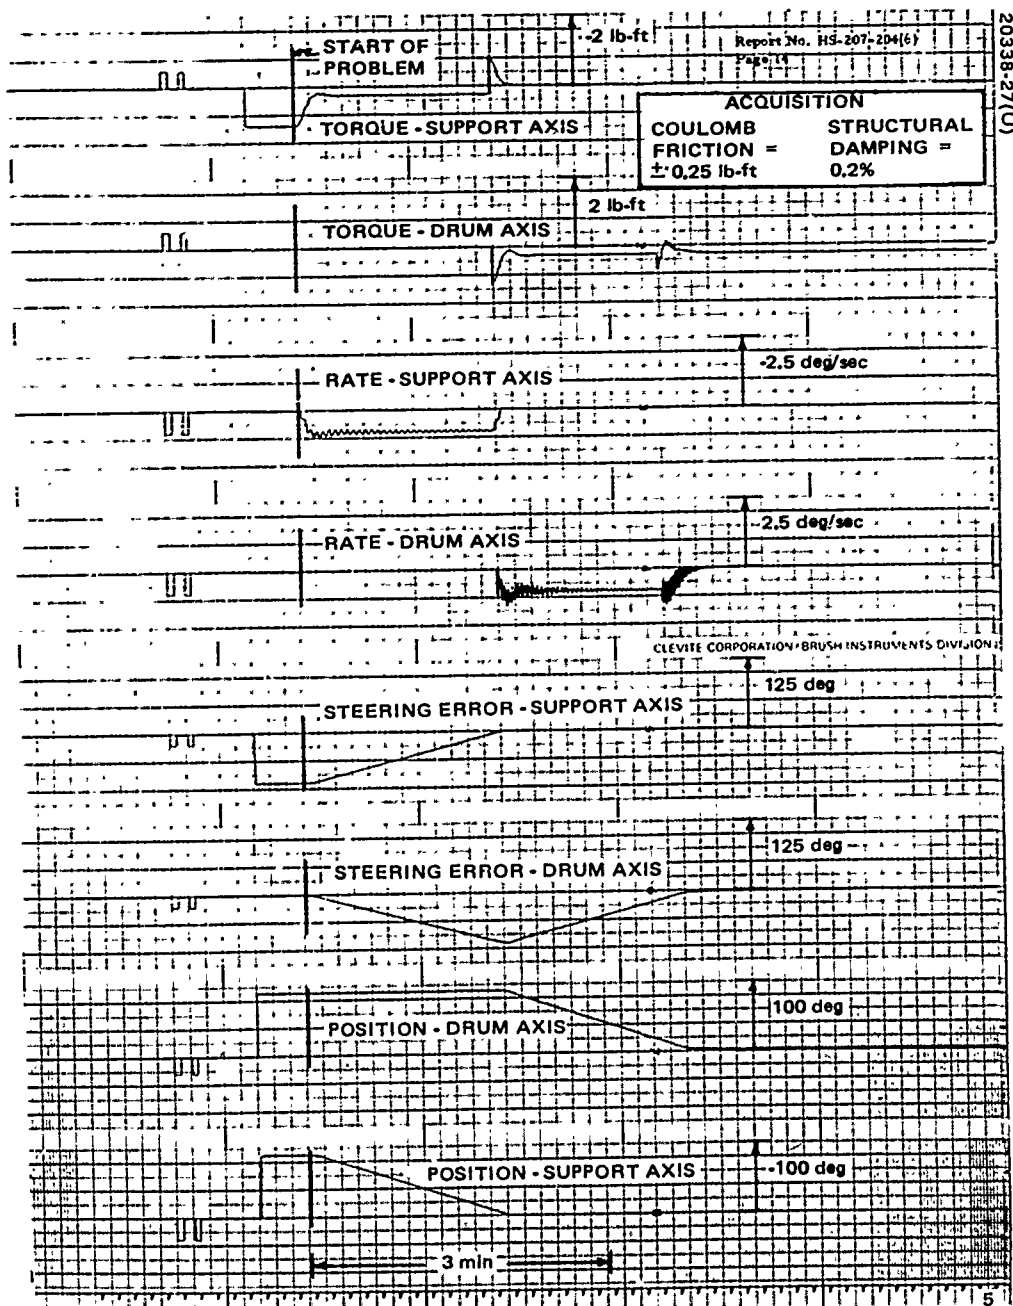 20338-27(U)
-2 lb-ft
Report No. HS-207-204(6)
Page 14
START OF
PROBLEM
ACQUISITION
COULOMB STRUCTURAL
FRICTION = DAMPING =
± 0.25 lb-ft 0.2%
TORQUE - SUPPORT AXIS
2 lb-ft
TORQUE - DRUM AXIS
-2.5 deg/sec
RATE - SUPPORT AXIS
2.5 deg/sec
RATE - DRUM AXIS
CLEVITE CORPORATION BRUSH INSTRUMENTS DIVISION
125 deg
STEERING ERROR - SUPPORT AXIS
125 deg
STEERING ERROR - DRUM AXIS
100 deg
POSITION - DRUM AXIS
POSITION - SUPPORT AXIS
-100 deg
3 min
5